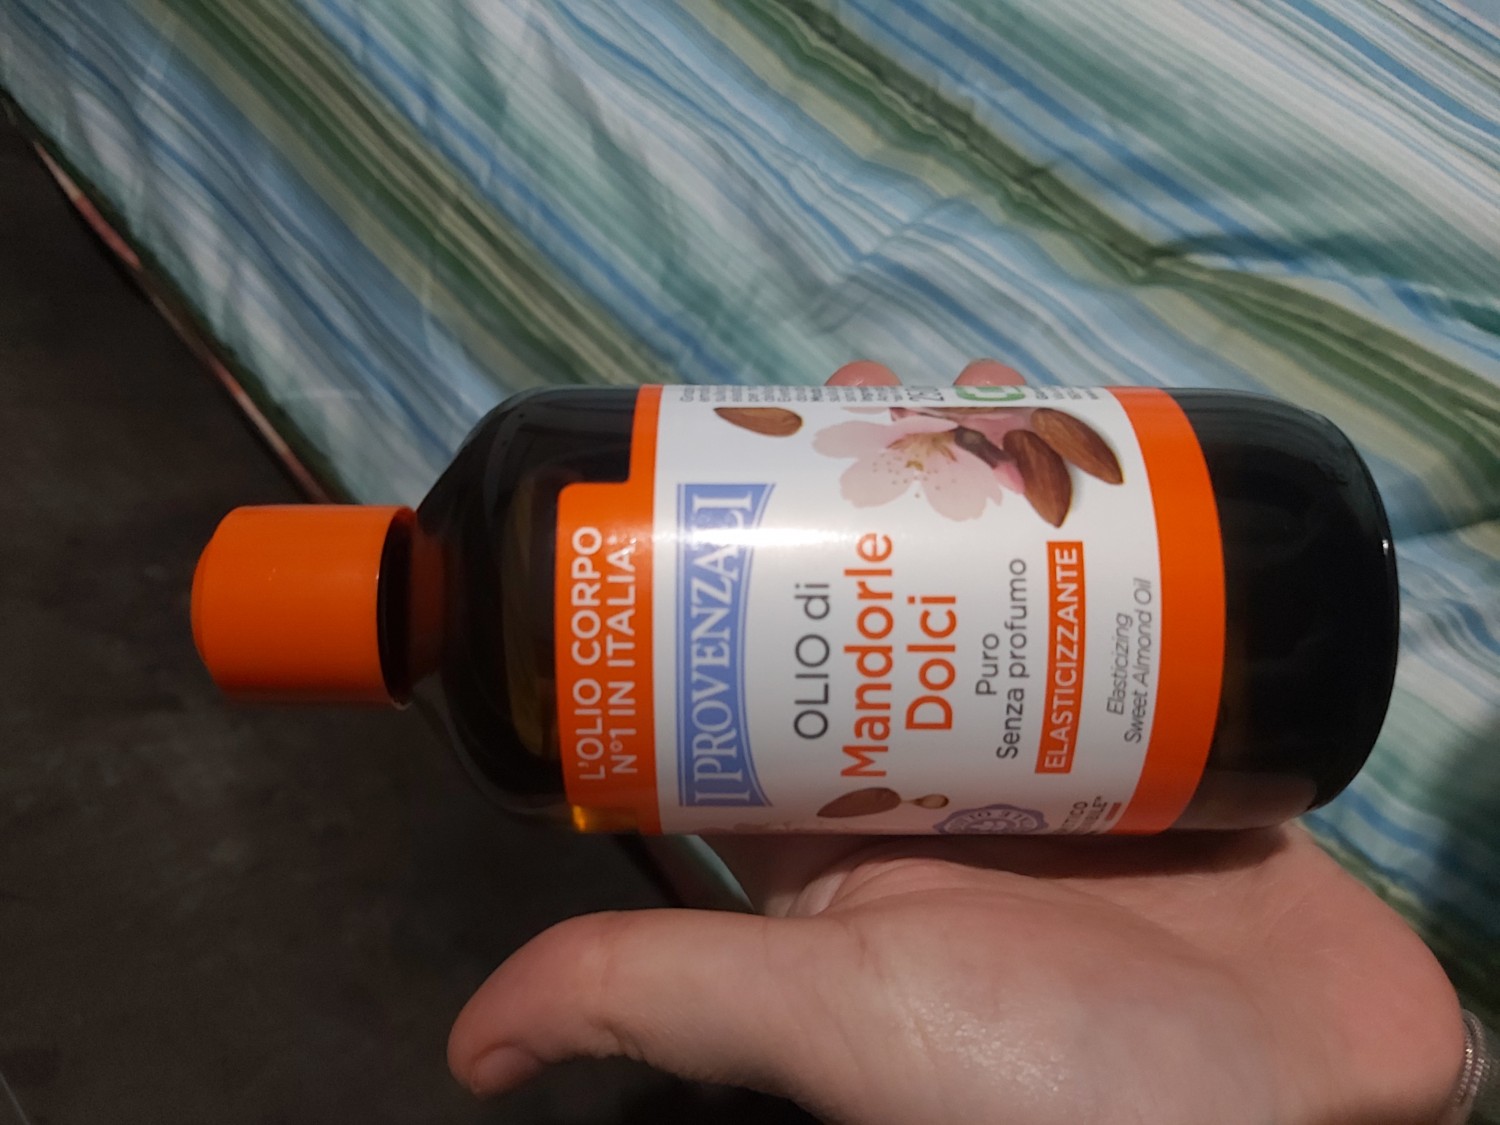 L'OLIO CORPO
N°1 IN ITALIA.
I PROVENZALI
OLIO di
Mandorle
Dolci
Puro
Senza profumo
ELASTICIZZANTE
Elasticizing
Sweet Almond Oil